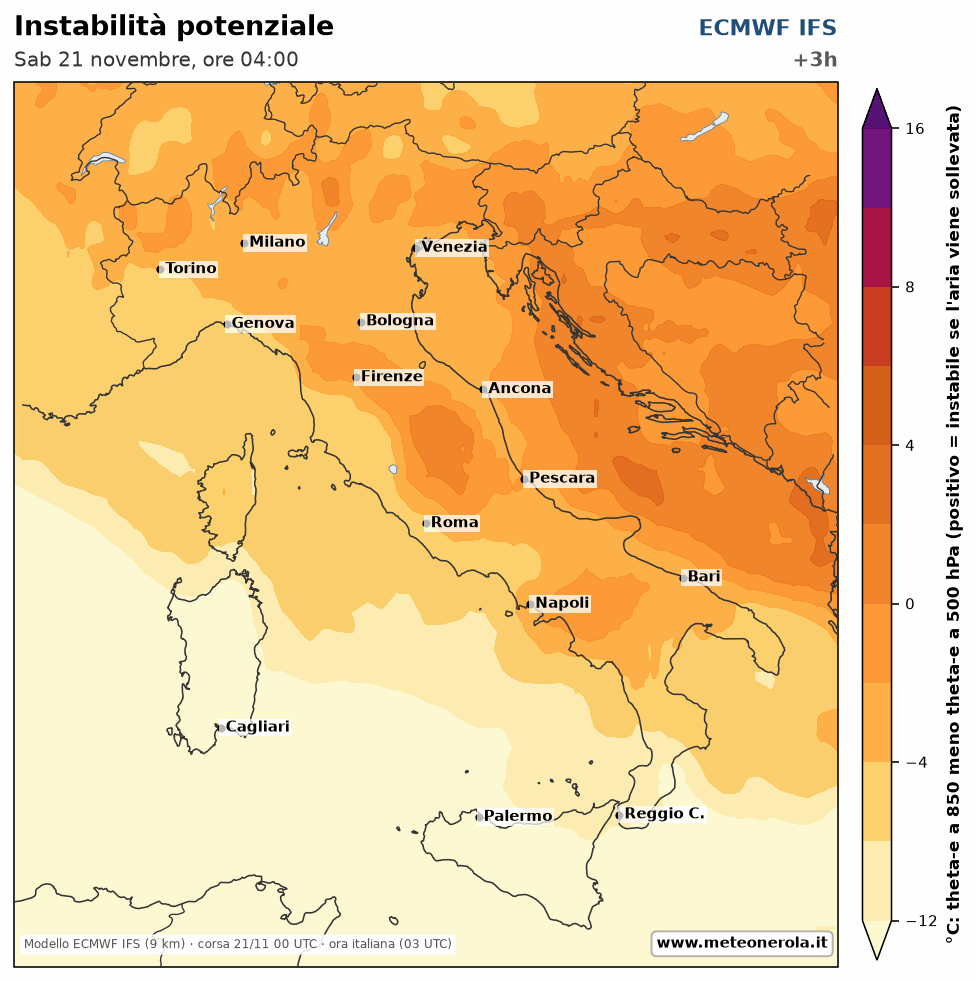 Instabilità potenziale
ECMWF IFS
Sab 21 novembre, ore 04:00
+3h
Milano
Venezia
Torino
Genova
Bologna
Firenze
Ancona
Pescara
Roma
Bari
Napoli
Cagliari
Palermo
Reggio C.
16
8
4
0
−4
−12
°C: theta-e a 850 meno theta-e a 500 hPa (positivo = instabile se l'aria viene sollevata)
Modello ECMWF IFS (9 km) · corsa 21/11 00 UTC · ora italiana (03 UTC)
www.meteonerola.it